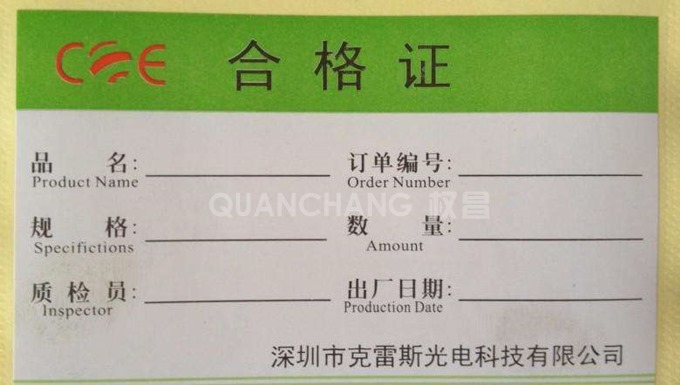 CSE 合格证
品 名: 订单编号:
Product Name Order Number
QUANCHANG 权昌
规 格: 数 量:
Specifictions Amount
质检员: 出厂日期:
Inspector Production Date
深圳市克雷斯光电科技有限公司